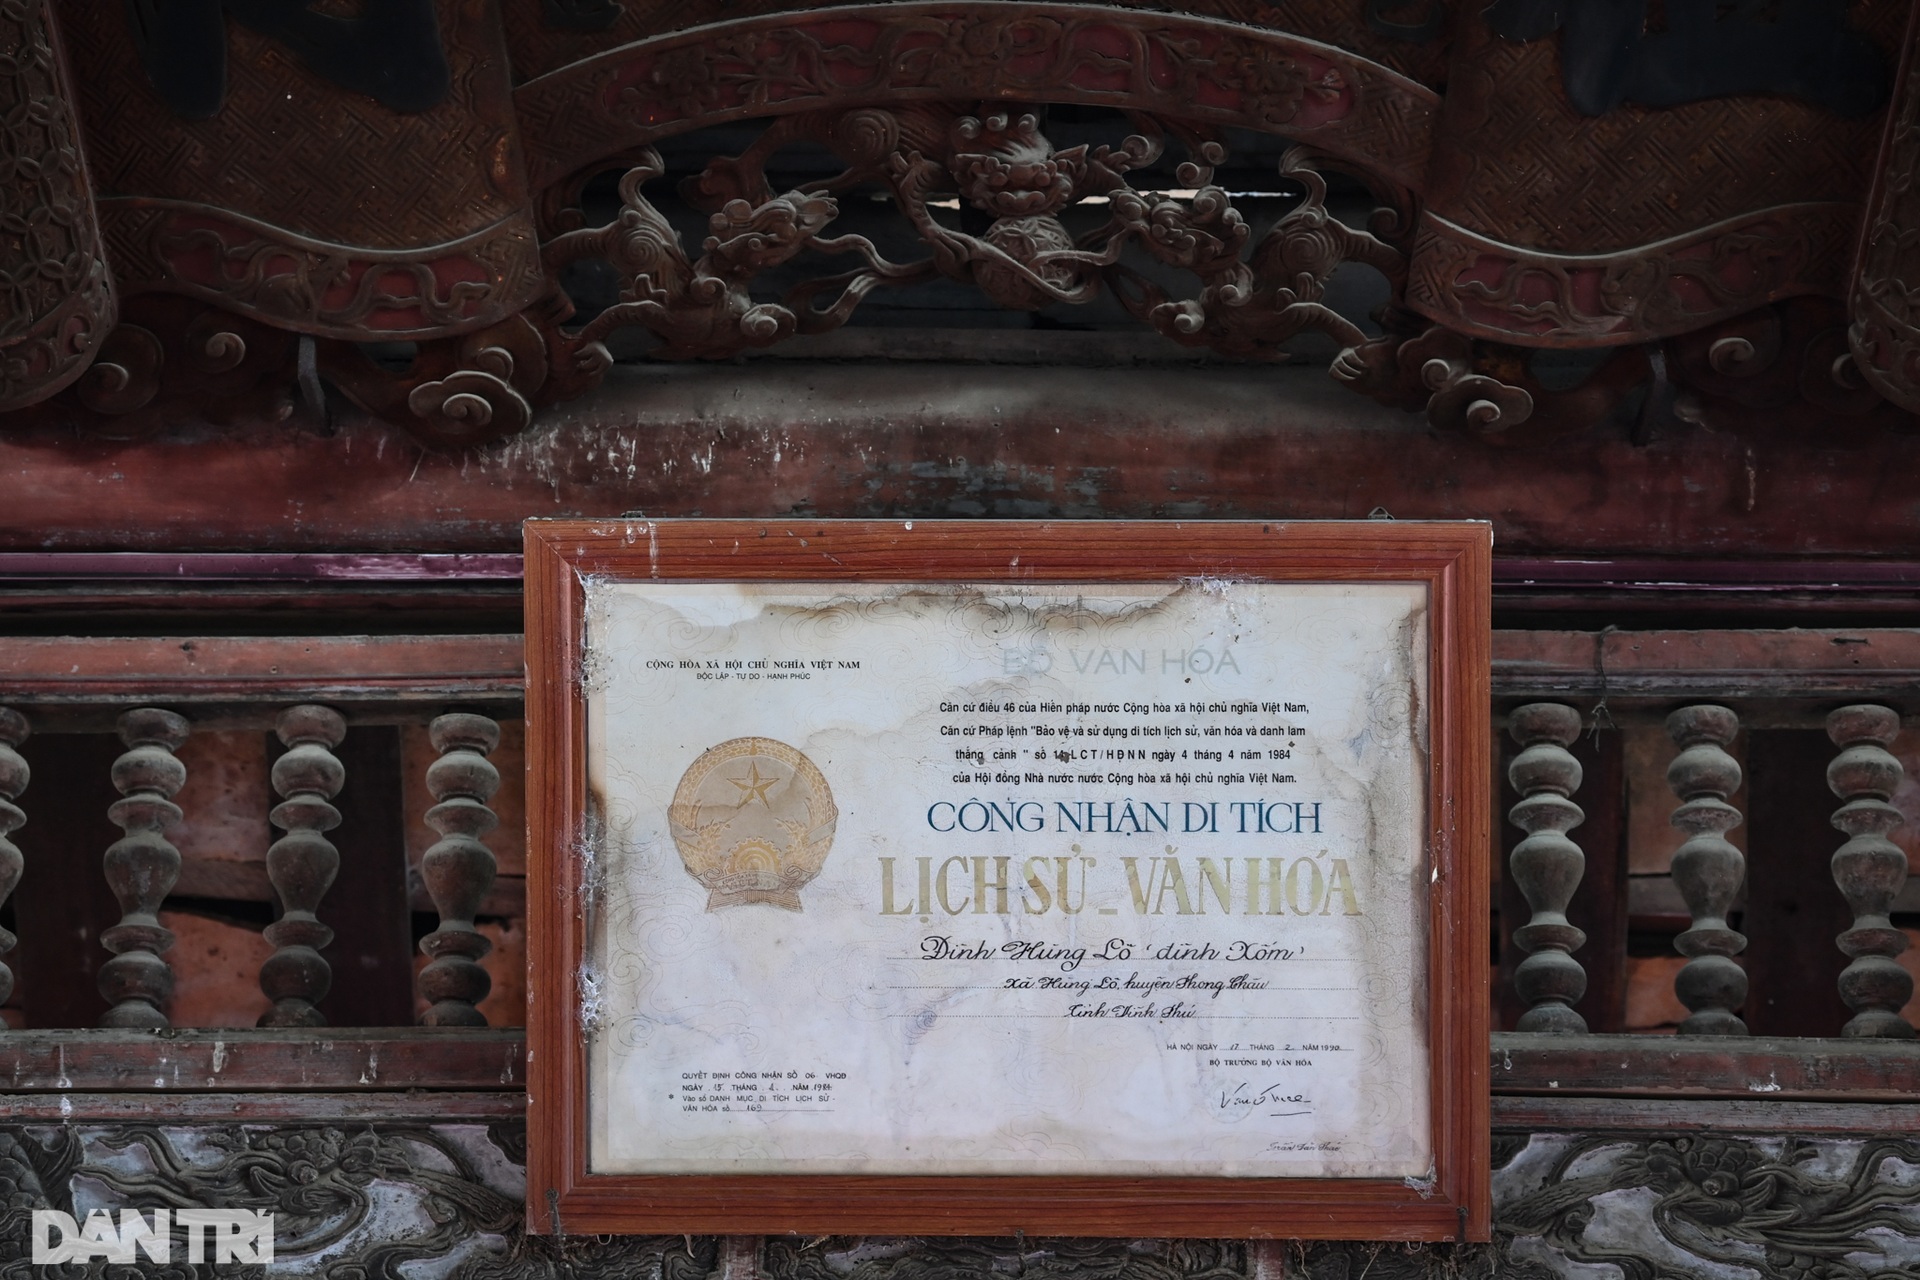 CỘNG HÒA XÃ HỘI CHỦ NGHĨA VIỆT NAM
ĐỘC LẬP - TỰ DO - HẠNH PHÚC
BỘ VĂN HÓA
Căn cứ điều 46 của Hiến pháp nước Cộng hòa xã hội chủ nghĩa Việt Nam,
Căn cứ Pháp lệnh "Bảo vệ và sử dụng di tích lịch sử, văn hóa và danh lam
thắng cảnh " số 14 LCT/HĐNN ngày 4 tháng 4 năm 1984
của Hội đồng Nhà nước nước Cộng hòa xã hội chủ nghĩa Việt Nam.
CÔNG NHẬN DI TÍCH
LỊCH SỬ - VĂN HÓA
Đình Hùng Lô (đình Xốm)
Xã Hùng Lô, huyện Phong Châu
Tỉnh Vĩnh Phú
HÀ NỘI NGÀY 17 THÁNG 2 NĂM 1990
BỘ TRƯỞNG BỘ VĂN HÓA
QUYẾT ĐỊNH CÔNG NHẬN SỐ 06 VHQĐ
NGÀY 15 THÁNG NĂM
* Vào sổ DANH MỤC DI TÍCH LỊCH SỬ -
VĂN HÓA số 169
DÂN TRÍ